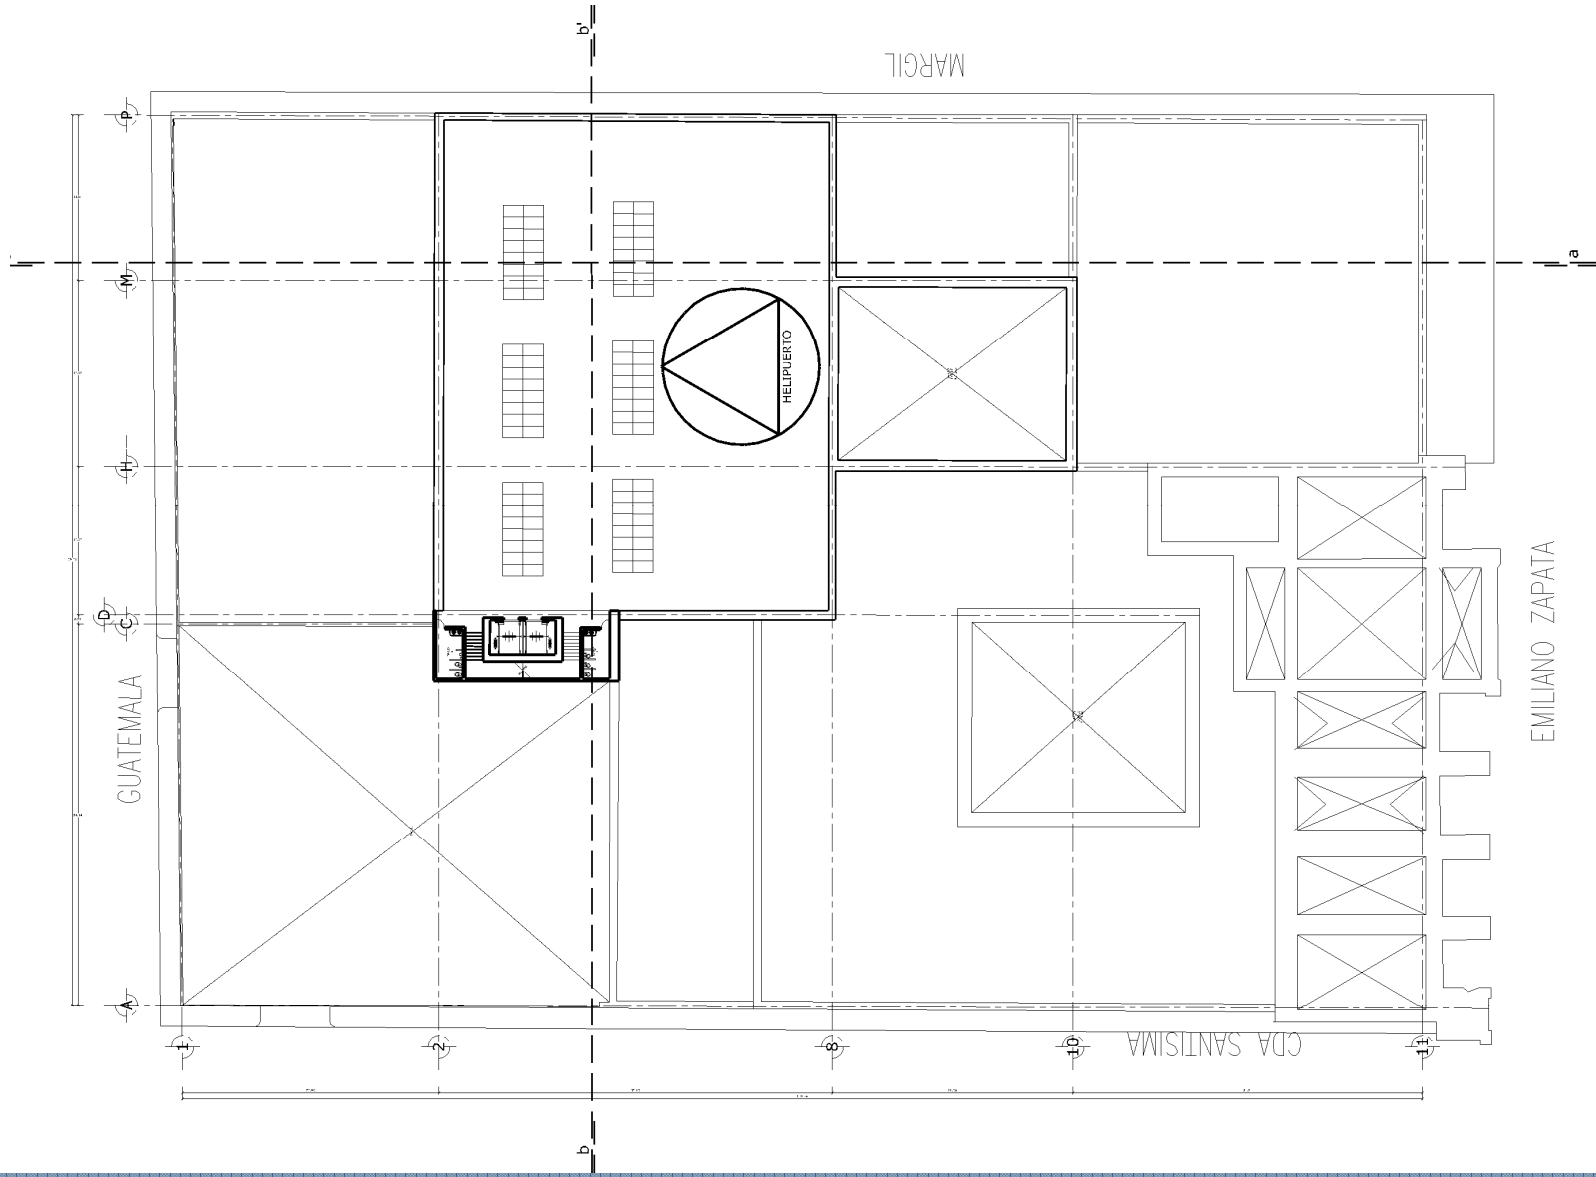 b'
MARGIL
P
a
M
HELIPUERTO
H
D
C
EMILIANO ZAPATA
GUATEMALA
A
1
2
8
10
CDA SANTISIMA
11
b